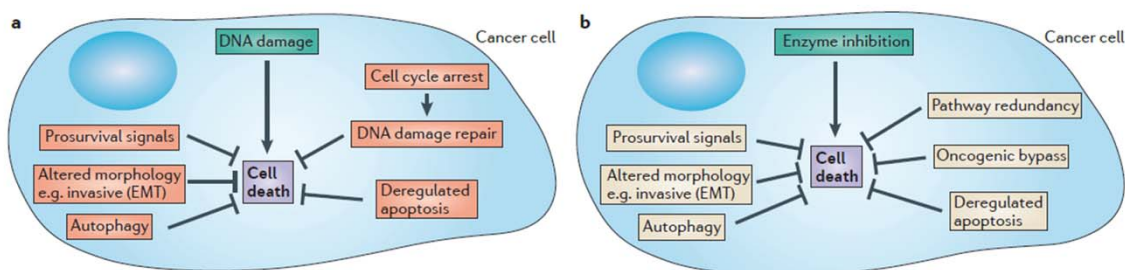 a
DNA damage
Cancer cell
Cell cycle arrest
Prosurvival signals
DNA damage repair
Altered morphology
e.g. invasive (EMT)
Cell
death
Deregulated
apoptosis
Autophagy
b
Enzyme inhibition
Cancer cell
Pathway redundancy
Prosurvival signals
Oncogenic bypass
Altered morphology
e.g. invasive (EMT)
Cell
death
Deregulated
apoptosis
Autophagy